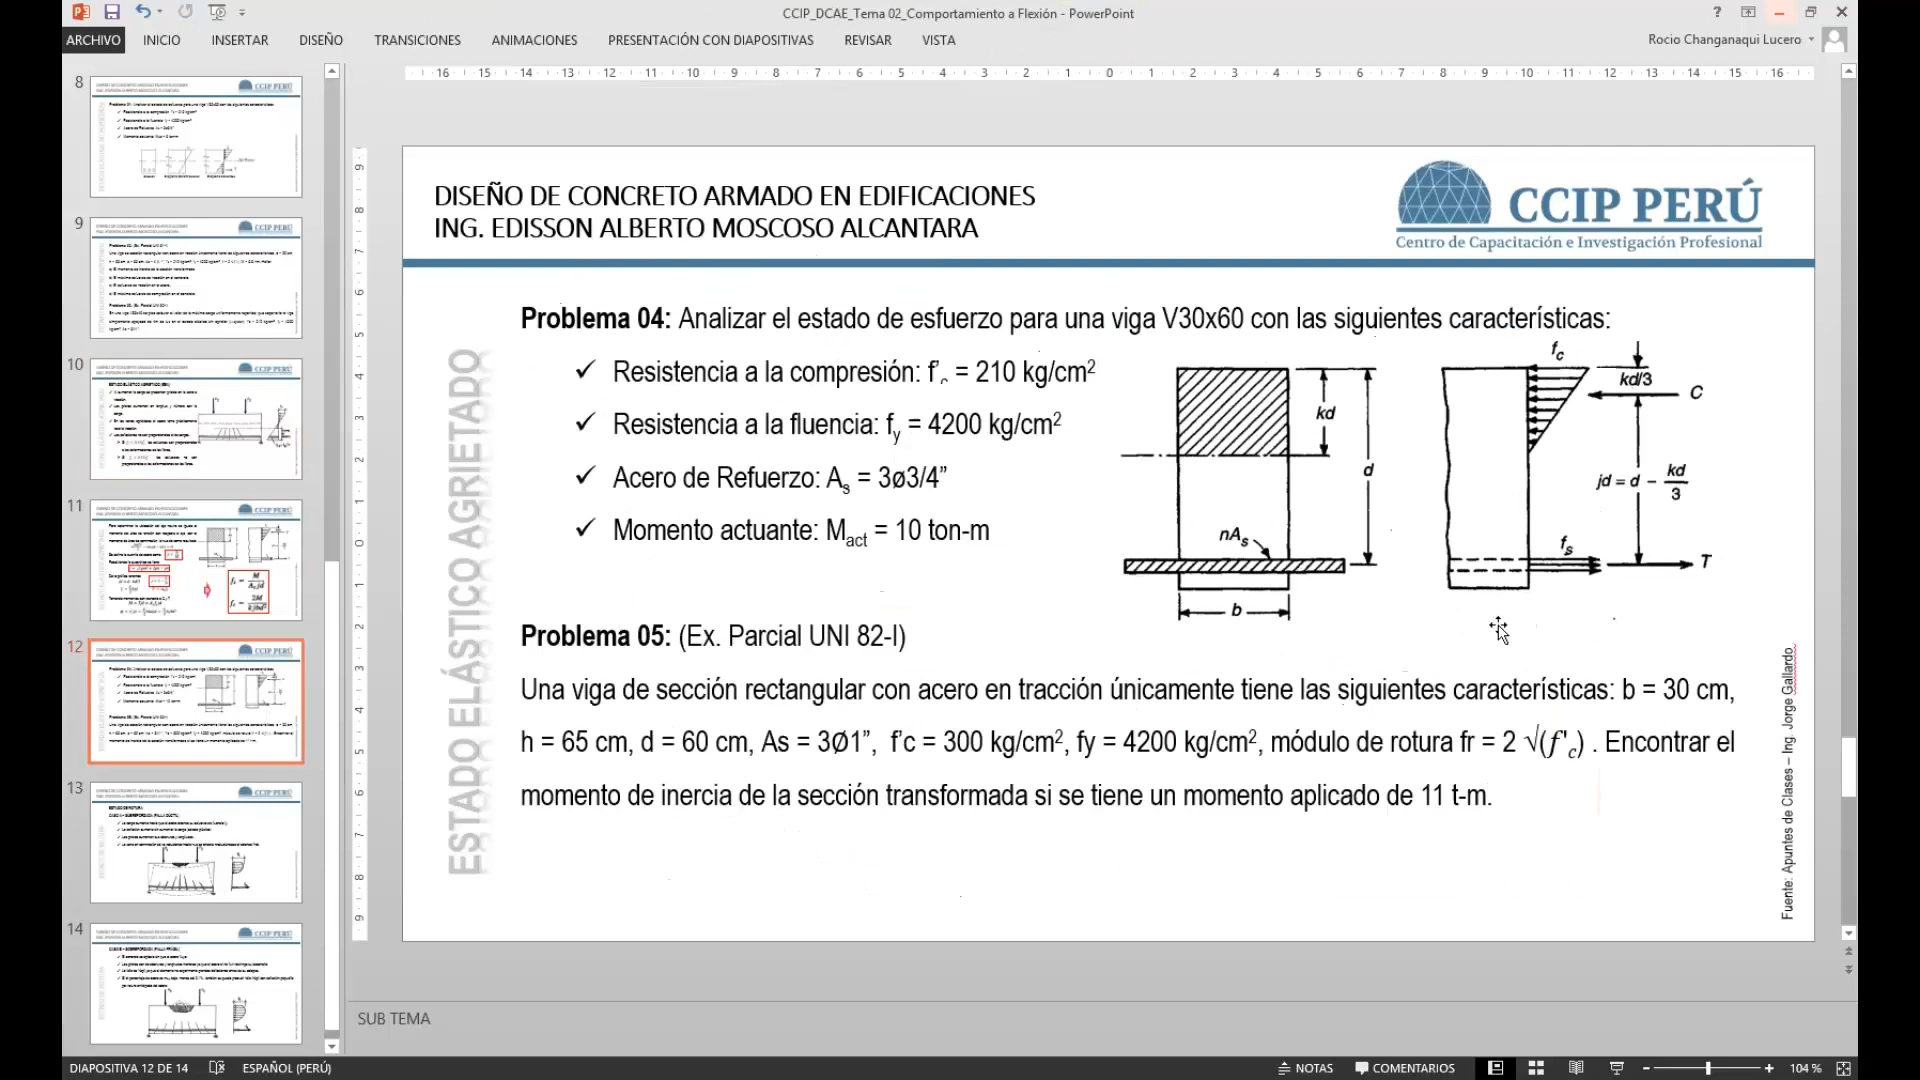 CCIP_DCAE_Tema 02_Comportamiento a Flexión - PowerPoint
ARCHIVO INICIO INSERTAR DISEÑO TRANSICIONES ANIMACIONES PRESENTACIÓN CON DIAPOSITIVAS REVISAR VISTA
Rocio Changanaqui Lucero
DISEÑO DE CONCRETO ARMADO EN EDIFICACIONES
ING. EDISSON ALBERTO MOSCOSO ALCANTARA
CCIP PERÚ
Centro de Capacitación e Investigación Profesional
ESTADO ELÁSTICO AGRIETADO
Problema 04: Analizar el estado de esfuerzo para una viga V30x60 con las siguientes características:
✓ Resistencia a la compresión: f'c = 210 kg/cm²
✓ Resistencia a la fluencia: fy = 4200 kg/cm²
✓ Acero de Refuerzo: As = 3ø3/4”
✓ Momento actuante: Mact = 10 ton-m
kd
d
nAs
b
fc
kd/3
C
jd = d - kd/3
fs
T
Problema 05: (Ex. Parcial UNI 82-I)
Una viga de sección rectangular con acero en tracción únicamente tiene las siguientes características: b = 30 cm,
h = 65 cm, d = 60 cm, As = 3Ø1”, f'c = 300 kg/cm², fy = 4200 kg/cm², módulo de rotura fr = 2 √(f'c) . Encontrar el
momento de inercia de la sección transformada si se tiene un momento aplicado de 11 t-m.
Fuente: Apuntes de Clases – Ing. Jorge Gallardo
8
9
10
11
12
13
14
SUB TEMA
DIAPOSITIVA 12 DE 14 ESPAÑOL (PERÚ) NOTAS COMENTARIOS 104 %